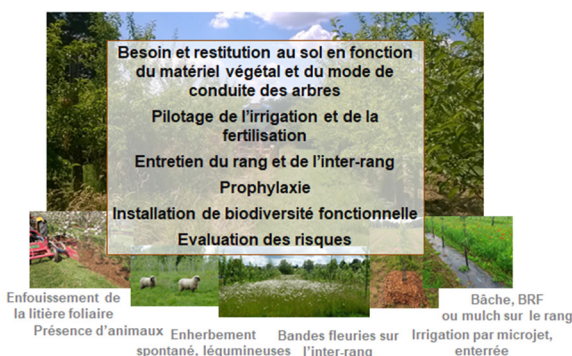 Besoin et restitution au sol en fonction
du matériel végétal et du mode de
conduite des arbres
Pilotage de l'irrigation et de la
fertilisation
Entretien du rang et de l'inter-rang
Prophylaxie
Installation de biodiversité fonctionnelle
Evaluation des risques
Enfouissement de
la litière foliaire
Présence d'animaux
Enherbement
spontané, légumineuses
Bandes fleuries sur
l'inter-rang
Bâche, BRF
ou mulch sur le rang
Irrigation par microjet,
enterrée